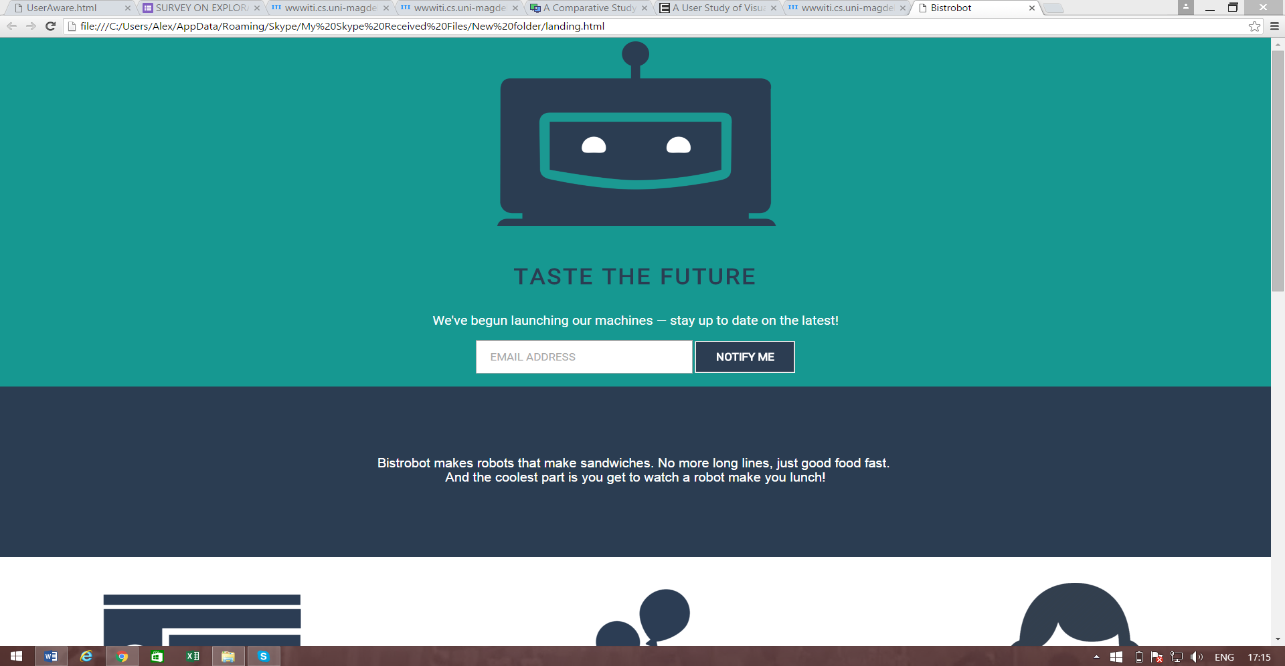 UserAware.html
SURVEY ON EXPLORA
wwwiti.cs.uni-magde
wwwiti.cs.uni-magde
A Comparative Study
A User Study of Visua
wwwiti.cs.uni-magde
Bistrobot
file:///C:/Users/Alex/AppData/Roaming/Skype/My%20Skype%20Received%20Files/New%20folder/landing.html
TASTE THE FUTURE
We've begun launching our machines — stay up to date on the latest!
EMAIL ADDRESS
NOTIFY ME
Bistrobot makes robots that make sandwiches. No more long lines, just good food fast.
And the coolest part is you get to watch a robot make you lunch!
ENG
17:15